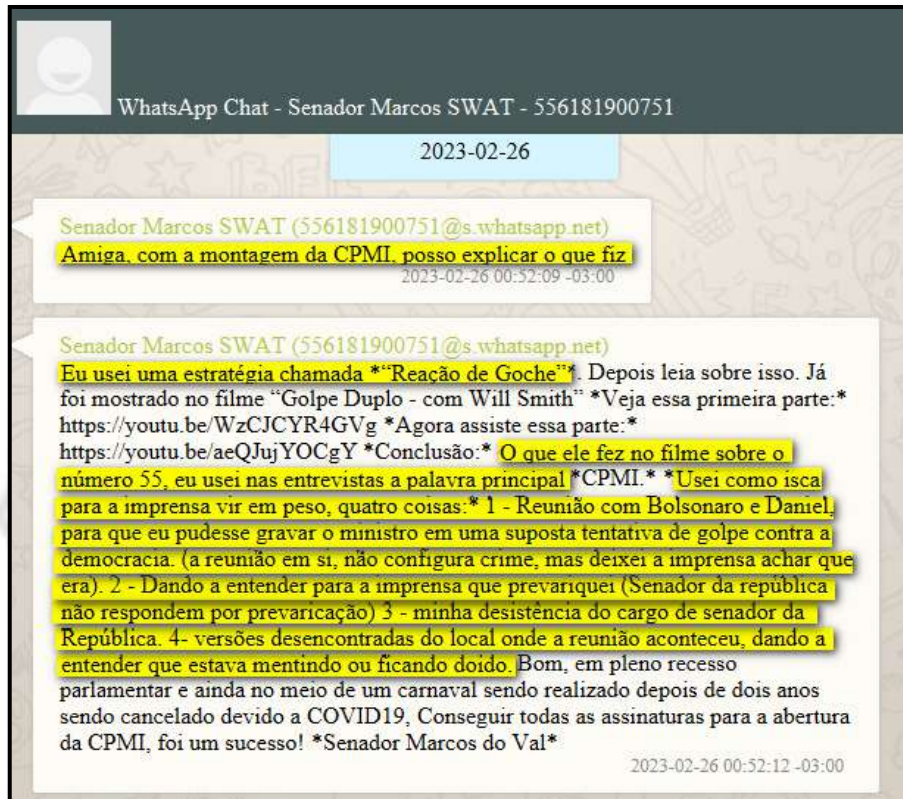 WhatsApp Chat - Senador Marcos SWAT - 556181900751
2023-02-26
Senador Marcos SWAT (556181900751@s.whatsapp.net)
Amiga, com a montagem da CPMI, posso explicar o que fiz
2023-02-26 00:52:09 -03:00
Senador Marcos SWAT (556181900751@s.whatsapp.net)
Eu usei uma estratégia chamada *“Reação de Goche”*. Depois leia sobre isso. Já
foi mostrado no filme “Golpe Duplo - com Will Smith” *Veja essa primeira parte:*
https://youtu.be/WzCJCYR4GVg *Agora assiste essa parte:*
https://youtu.be/aeQJujYOCgY *Conclusão:* O que ele fez no filme sobre o
número 55, eu usei nas entrevistas a palavra principal *CPMI.* *Usei como isca
para a imprensa vir em peso, quatro coisas:* 1 - Reunião com Bolsonaro e Daniel,
para que eu pudesse gravar o ministro em uma suposta tentativa de golpe contra a
democracia. (a reunião em si, não configura crime, mas deixei a imprensa achar que
era). 2 - Dando a entender para a imprensa que prevariquei (Senador da república
não respondem por prevaricação) 3 - minha desistência do cargo de senador da
República. 4- versões desencontradas do local onde a reunião aconteceu, dando a
entender que estava mentindo ou ficando doido. Bom, em pleno recesso
parlamentar e ainda no meio de um carnaval sendo realizado depois de dois anos
sendo cancelado devido a COVID19, Conseguir todas as assinaturas para a abertura
da CPMI, foi um sucesso! *Senador Marcos do Val*
2023-02-26 00:52:12 -03:00